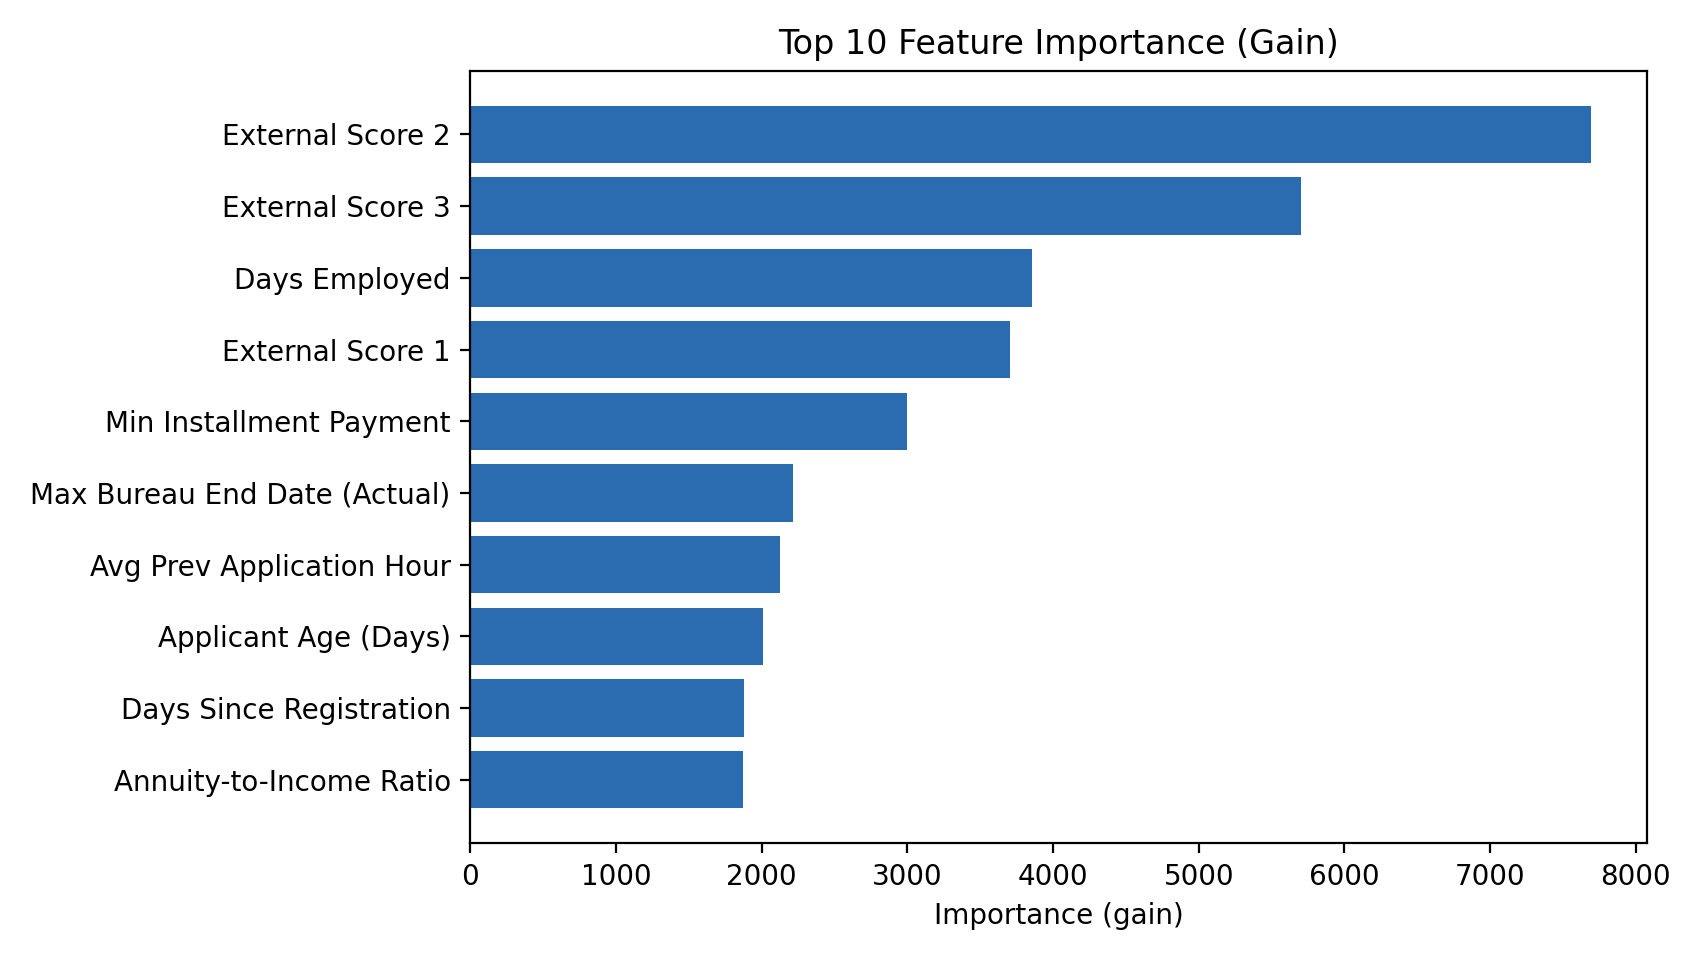 Top 10 Feature Importance (Gain)
External Score 2
External Score 3
Days Employed
External Score 1
Min Installment Payment
Max Bureau End Date (Actual)
Avg Prev Application Hour
Applicant Age (Days)
Days Since Registration
Annuity-to-Income Ratio
0 1000 2000 3000 4000 5000 6000 7000 8000
Importance (gain)